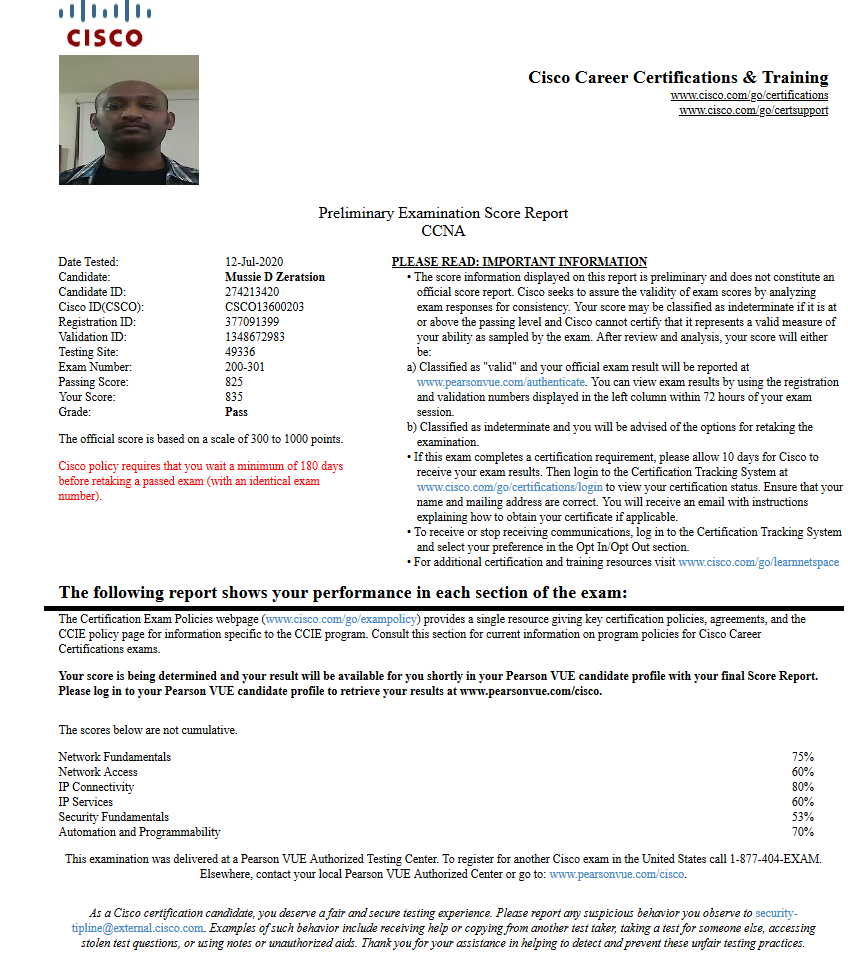 CISCO
Cisco Career Certifications & Training
www.cisco.com/go/certifications
www.cisco.com/go/certsupport
Preliminary Examination Score Report
CCNA
Date Tested: 12-Jul-2020
Candidate: Mussie D Zeratsion
Candidate ID: 274213420
Cisco ID(CSCO): CSCO13600203
Registration ID: 377091399
Validation ID: 1348672983
Testing Site: 49336
Exam Number: 200-301
Passing Score: 825
Your Score: 835
Grade: Pass
The official score is based on a scale of 300 to 1000 points.
Cisco policy requires that you wait a minimum of 180 days
before retaking a passed exam (with an identical exam
number).
PLEASE READ: IMPORTANT INFORMATION
• The score information displayed on this report is preliminary and does not constitute an
official score report. Cisco seeks to assure the validity of exam scores by analyzing
exam responses for consistency. Your score may be classified as indeterminate if it is at
or above the passing level and Cisco cannot certify that it represents a valid measure of
your ability as sampled by the exam. After review and analysis, your score will either
be:
a) Classified as "valid" and your official exam result will be reported at
www.pearsonvue.com/authenticate. You can view exam results by using the registration
and validation numbers displayed in the left column within 72 hours of your exam
session.
b) Classified as indeterminate and you will be advised of the options for retaking the
examination.
• If this exam completes a certification requirement, please allow 10 days for Cisco to
receive your exam results. Then login to the Certification Tracking System at
www.cisco.com/go/certifications/login to view your certification status. Ensure that your
name and mailing address are correct. You will receive an email with instructions
explaining how to obtain your certificate if applicable.
• To receive or stop receiving communications, log in to the Certification Tracking System
and select your preference in the Opt In/Opt Out section.
• For additional certification and training resources visit www.cisco.com/go/learnnetspace
The following report shows your performance in each section of the exam:
The Certification Exam Policies webpage (www.cisco.com/go/exampolicy) provides a single resource giving key certification policies, agreements, and the
CCIE policy page for information specific to the CCIE program. Consult this section for current information on program policies for Cisco Career
Certifications exams.
Your score is being determined and your result will be available for you shortly in your Pearson VUE candidate profile with your final Score Report.
Please log in to your Pearson VUE candidate profile to retrieve your results at www.pearsonvue.com/cisco.
The scores below are not cumulative.
Network Fundamentals 75%
Network Access 60%
IP Connectivity 80%
IP Services 60%
Security Fundamentals 53%
Automation and Programmability 70%
This examination was delivered at a Pearson VUE Authorized Testing Center. To register for another Cisco exam in the United States call 1-877-404-EXAM.
Elsewhere, contact your local Pearson VUE Authorized Center or go to: www.pearsonvue.com/cisco.
As a Cisco certification candidate, you deserve a fair and secure testing experience. Please report any suspicious behavior you observe to security-
tipline@external.cisco.com. Examples of such behavior include receiving help or copying from another test taker, taking a test for someone else, accessing
stolen test questions, or using notes or unauthorized aids. Thank you for your assistance in helping to detect and prevent these unfair testing practices.